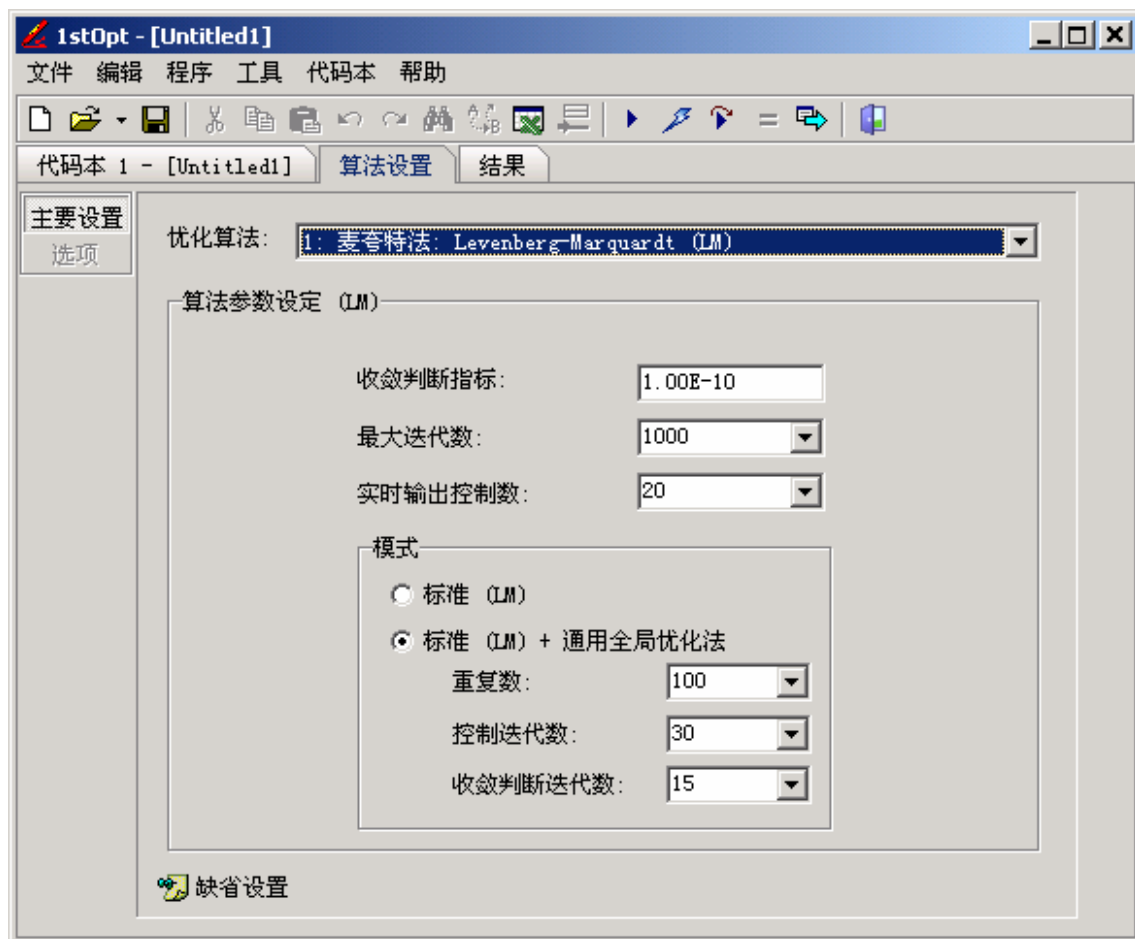 1stOpt - [Untitled1]
文件 编辑 程序 工具 代码本 帮助
代码本 1 - [Untitled1] 算法设置 结果
主要设置
选项
优化算法: 1: 麦夸特法: Levenberg-Marquardt (LM)
算法参数设定 (LM)
收敛判断指标: 1.00E-10
最大迭代数: 1000
实时输出控制数: 20
模式
标准 (LM)
标准 (LM) + 通用全局优化法
重复数: 100
控制迭代数: 30
收敛判断迭代数: 15
缺省设置